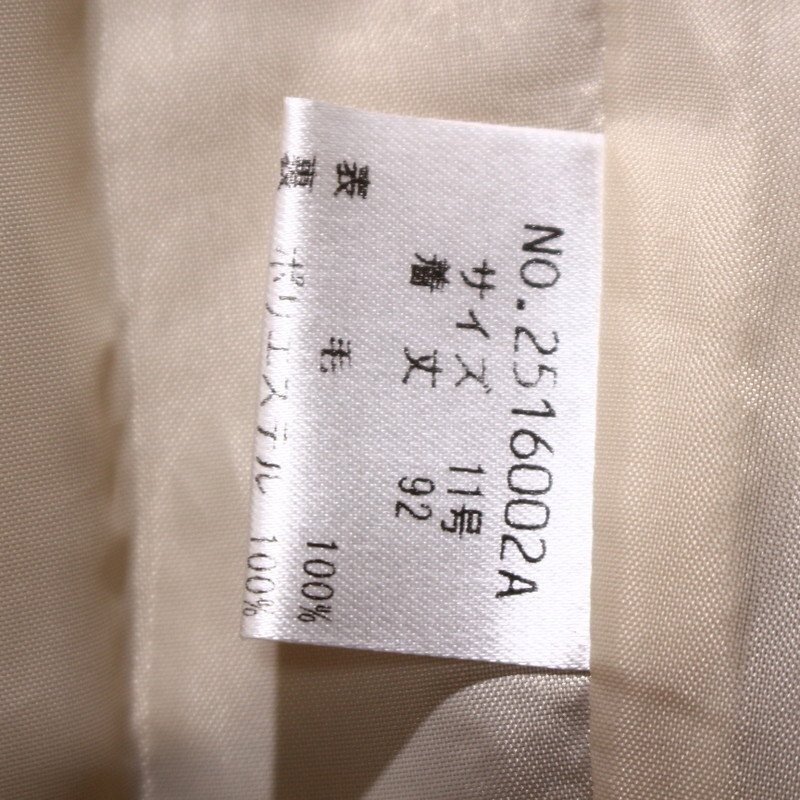 NO.2516002A
サイズ 11号
着丈 92
表 毛 100%
裏 ポリエステル 100%